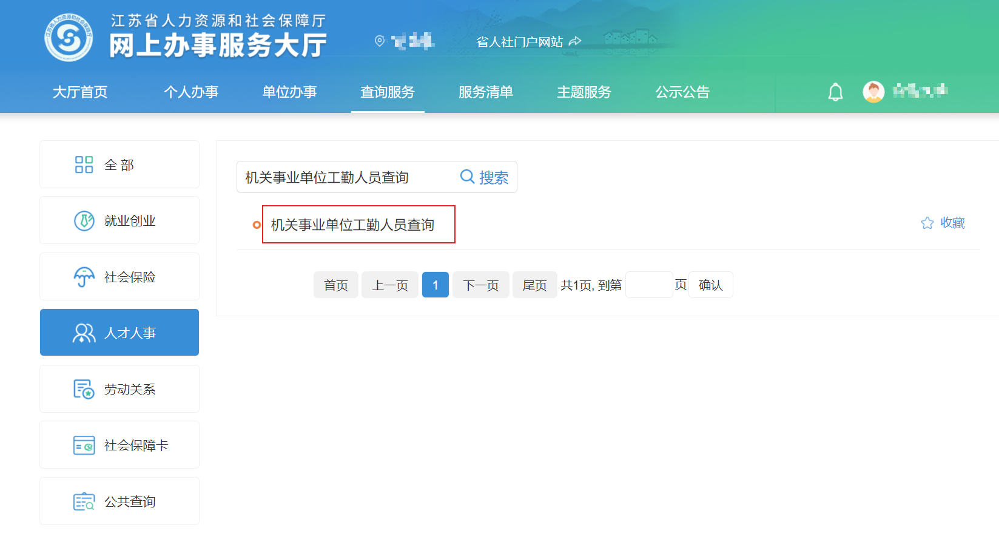 江苏省人力资源和社会保障厅
网上办事服务大厅
省人社门户网站
大厅首页 个人办事 单位办事 查询服务 服务清单 主题服务 公示公告
全部
就业创业
社会保险
人才人事
劳动关系
社会保障卡
公共查询
机关事业单位工勤人员查询 搜索
机关事业单位工勤人员查询 收藏
首页 上一页 1 下一页 尾页 共1页, 到第 页 确认